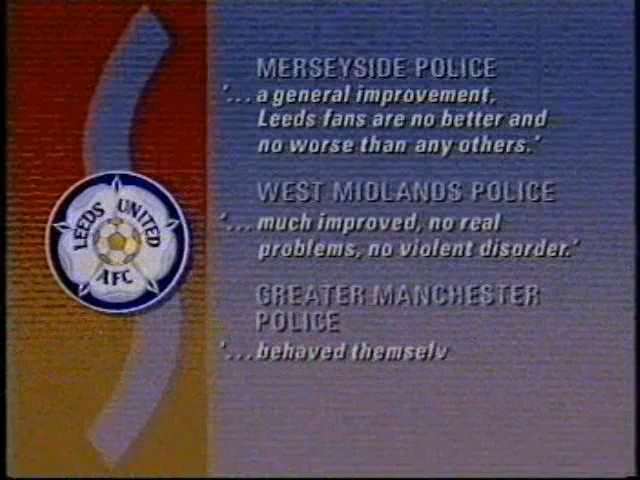 MERSEYSIDE POLICE
'...a general improvement,
Leeds fans are no better and
no worse than any others.'
WEST MIDLANDS POLICE
'...much improved, no real
problems, no violent disorder.'
GREATER MANCHESTER
POLICE
'...behaved themselv
LEEDS UNITED
AFC